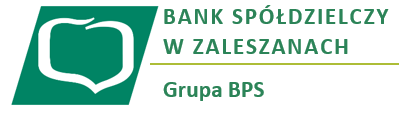 BANK SPÓŁDZIELCZY
W ZALESZANACH
Grupa BPS